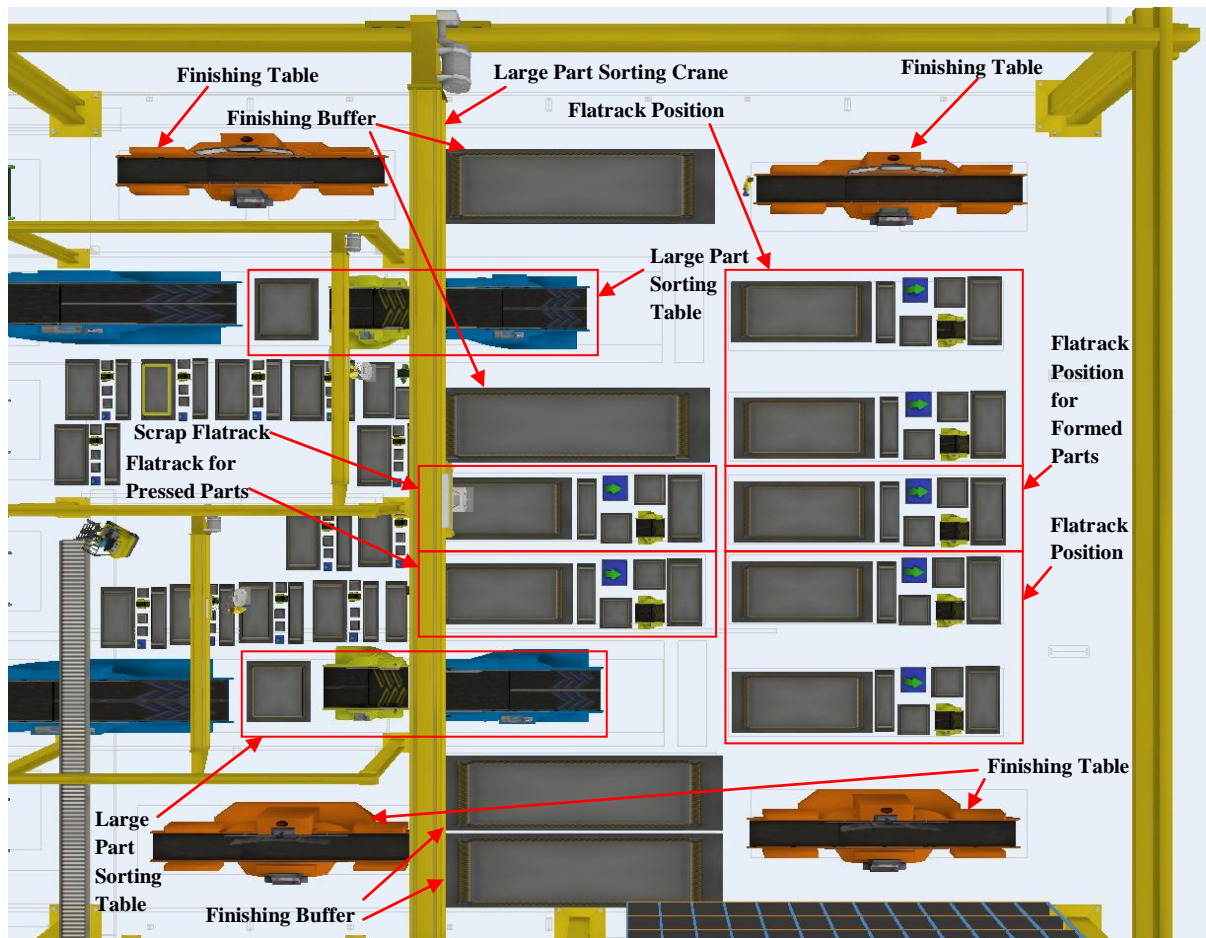 Finishing Table
Large Part Sorting Crane
Finishing Table
Finishing Buffer
Flatrack Position
Large Part
Sorting
Table
Flatrack
Position
for
Formed
Parts
Scrap Flatrack
Flatrack for
Pressed Parts
Flatrack
Position
Finishing Table
Large
Part
Sorting
Table
Finishing Buffer